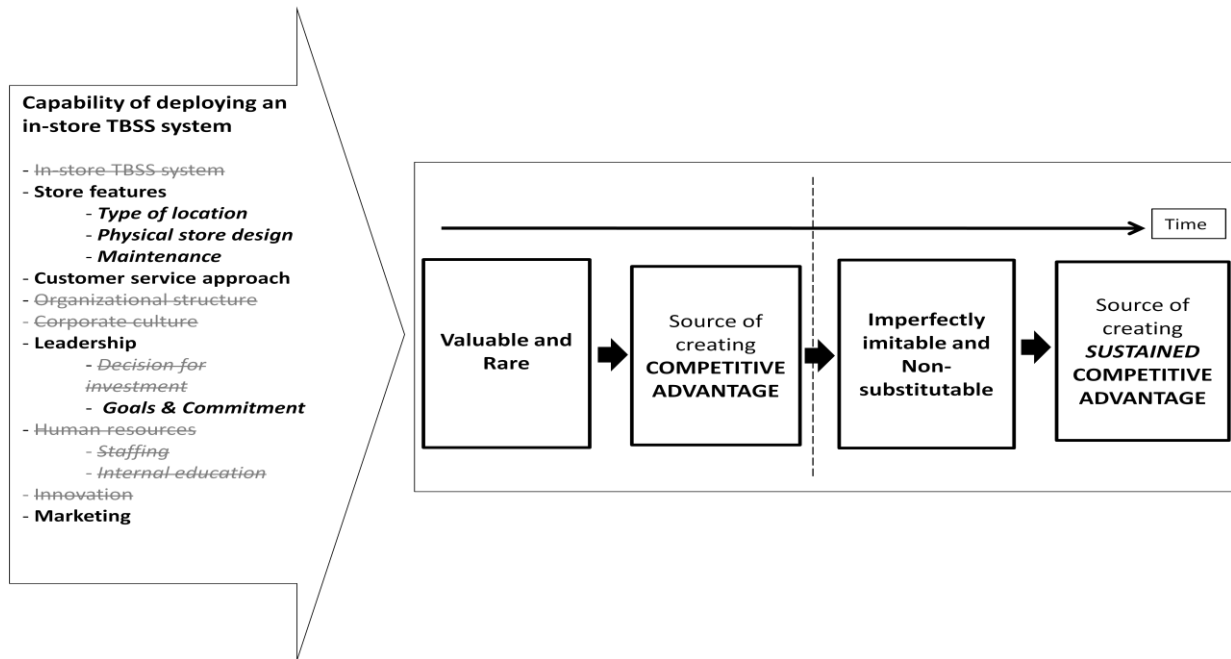 Capability of deploying an
in-store TBSS system
- In-store TBSS system
- Store features
- Type of location
- Physical store design
- Maintenance
- Customer service approach
- Organizational structure
- Corporate culture
- Leadership
- Decision for
investment
- Goals & Commitment
- Human resources
- Staffing
- Internal education
- Innovation
- Marketing
Time
Valuable and
Rare
Source of
creating
COMPETITIVE
ADVANTAGE
Imperfectly
imitable and
Non-
substitutable
Source of
creating
SUSTAINED
COMPETITIVE
ADVANTAGE